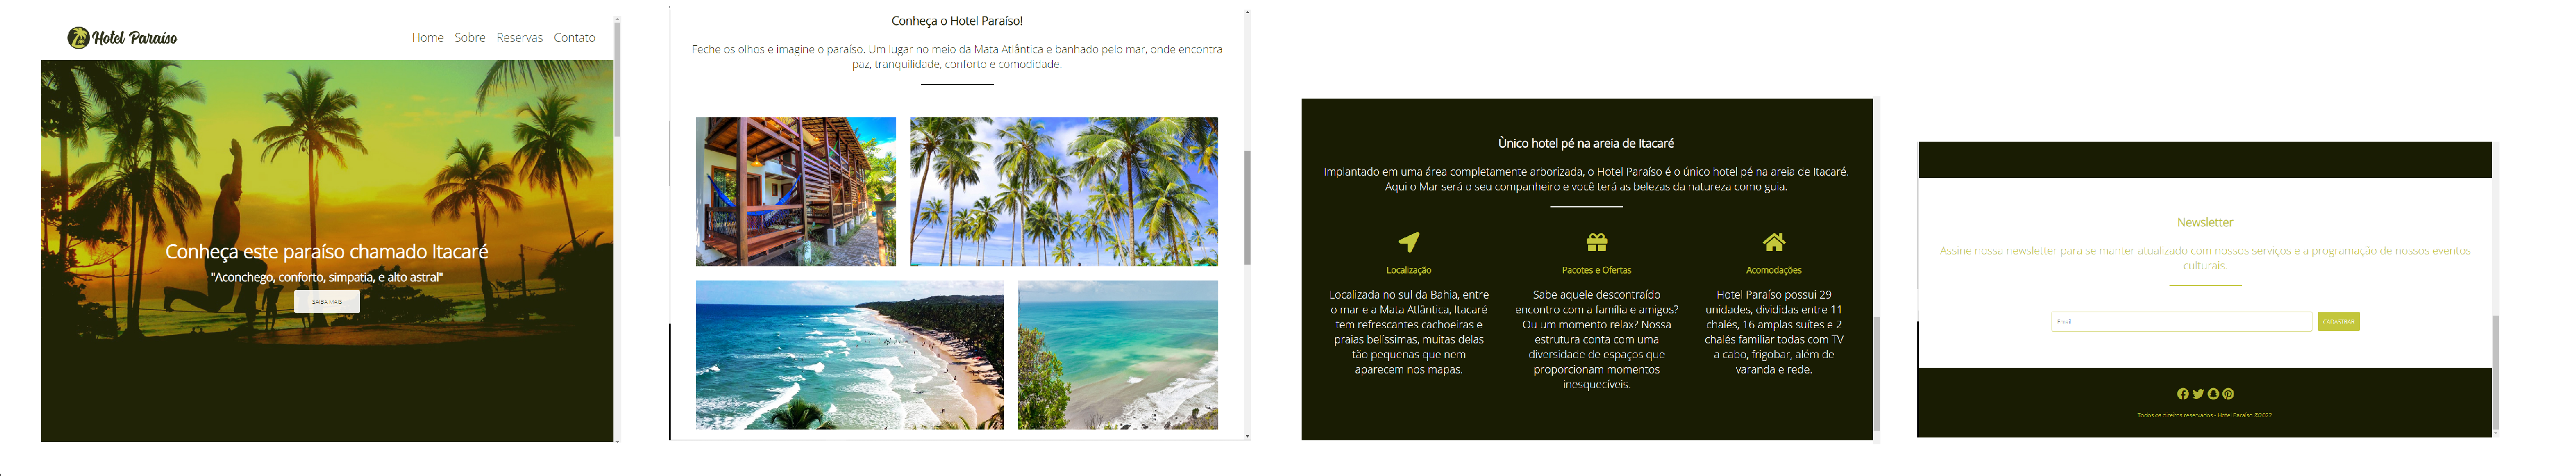 Hotel Paraíso
Home Sobre Reservas Contato
Conheça este paraíso chamado Itacaré
"Aconchego, conforto, simpatia, e alto astral"
SAIBA MAIS
Conheça o Hotel Paraíso!
Feche os olhos e imagine o paraíso. Um lugar no meio da Mata Atlântica e banhado pelo mar, onde encontra
paz, tranquilidade, conforto e comodidade.
Ùnico hotel pé na areia de Itacaré
Implantado em uma área completamente arborizada, o Hotel Paraíso é o único hotel pé na areia de Itacaré.
Aqui o Mar será o seu companheiro e você terá as belezas da natureza como guia.
Localização
Localizada no sul da Bahia, entre
o mar e a Mata Atlântica, Itacaré
tem refrescantes cachoeiras e
praias belíssimas, muitas delas
tão pequenas que nem
aparecem nos mapas.
Pacotes e Ofertas
Sabe aquele descontraído
encontro com a família e amigos?
Ou um momento relax? Nossa
estrutura conta com uma
diversidade de espaços que
proporcionam momentos
inesquecíveis.
Acomodações
Hotel Paraíso possui 29
unidades, divididas entre 11
chalés, 16 amplas suítes e 2
chalés familiar todas com TV
a cabo, frigobar, além de
varanda e rede.
Newsletter
Assine nossa newsletter para se manter atualizado com nossos serviços e a programação de nossos eventos
culturais.
Email
CADASTRAR
Todos os direitos reservados - Hotel Paraíso ©2022